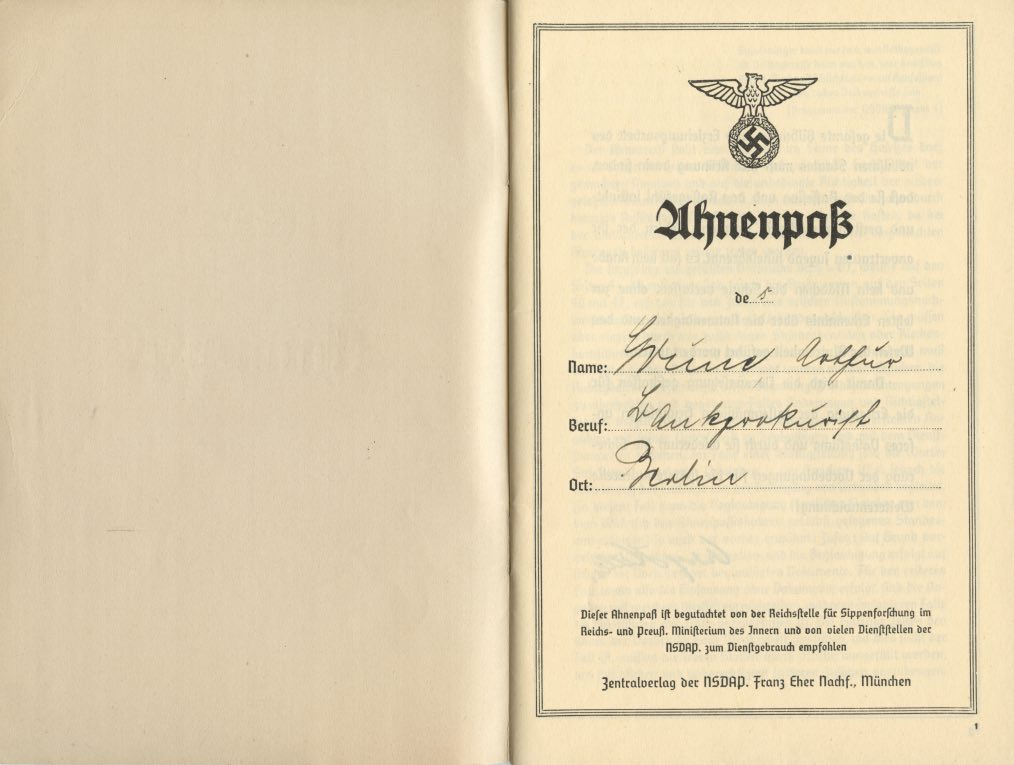 Ahnenpaß
des
Name: Arthur
Beruf: Bankprokurist
Ort: Berlin
Dieser Ahnenpaß ist begutachtet von der Reichsstelle für Sippenforschung im
Reichs- und Preuß. Ministerium des Innern und von vielen Dienststellen der
NSDAP. zum Dienstgebrauch empfohlen
Zentralverlag der NSDAP. Franz Eher Nachf., München
1